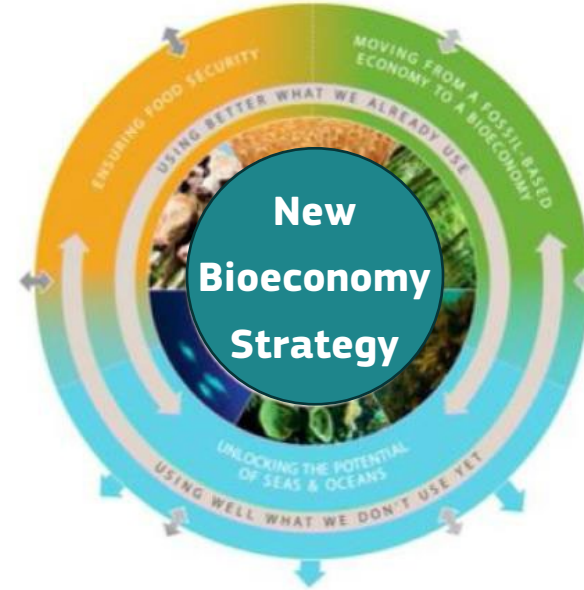 ENSURING FOOD SECURITY
MOVING FROM A FOSSIL-BASED
ECONOMY TO A BIOECONOMY
USING BETTER WHAT WE ALREADY USE
New
Bioeconomy
Strategy
UNLOCKING THE POTENTIAL
OF SEAS & OCEANS
USING WELL WHAT WE DON'T USE YET